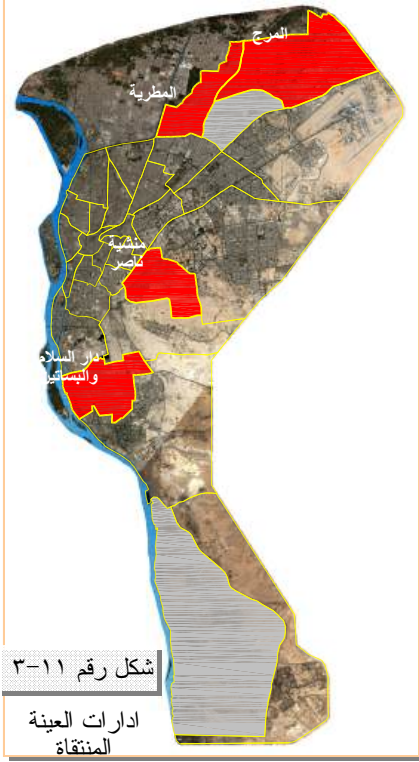 المرج
المطرية
منشية
ناصر
دار السلام
والبساتين
شكل رقم ١١-٣
ادارات العينة
المنتقاة